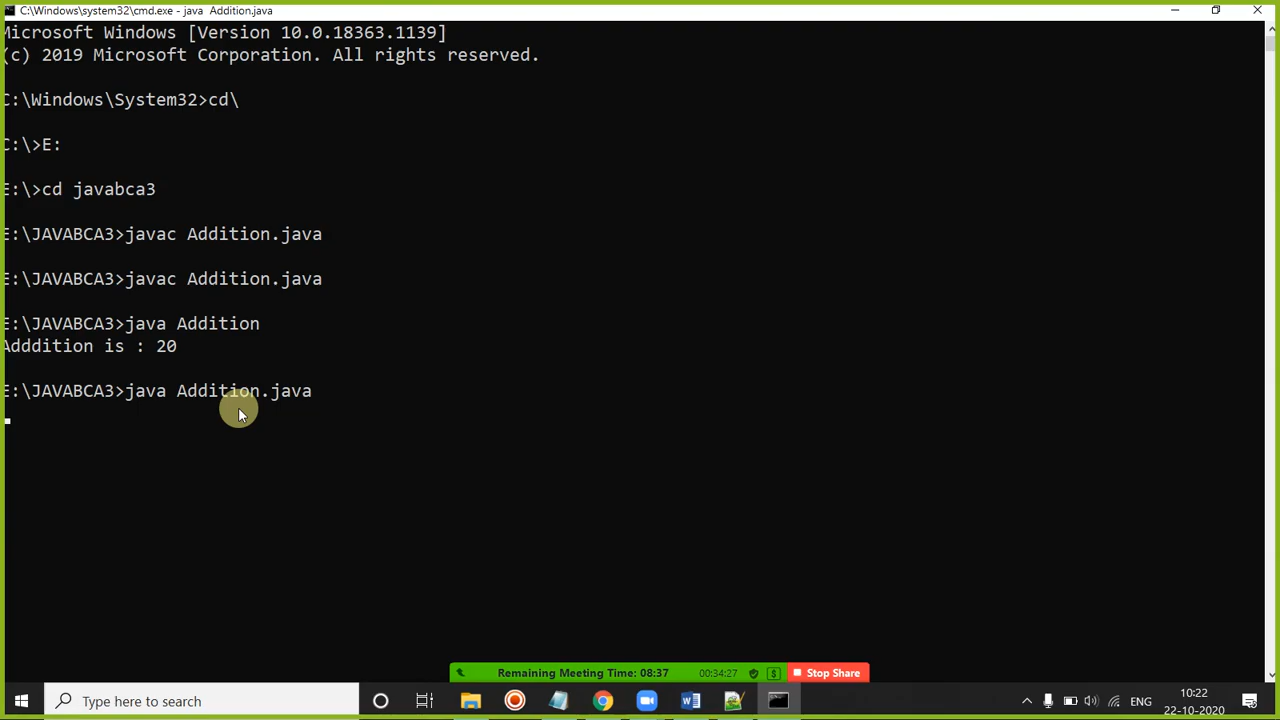 C:\Windows\system32\cmd.exe - java  Addition.java
Microsoft Windows [Version 10.0.18363.1139]
(c) 2019 Microsoft Corporation. All rights reserved.
C:\Windows\System32>cd\
C:\>E:
E:\>cd javabca3
E:\JAVABCA3>javac Addition.java
E:\JAVABCA3>javac Addition.java
E:\JAVABCA3>java Addition
Adddition is : 20
E:\JAVABCA3>java Addition.java
Remaining Meeting Time: 08:37 00:34:27 Stop Share
Type here to search
ENG
10:22
22-10-2020